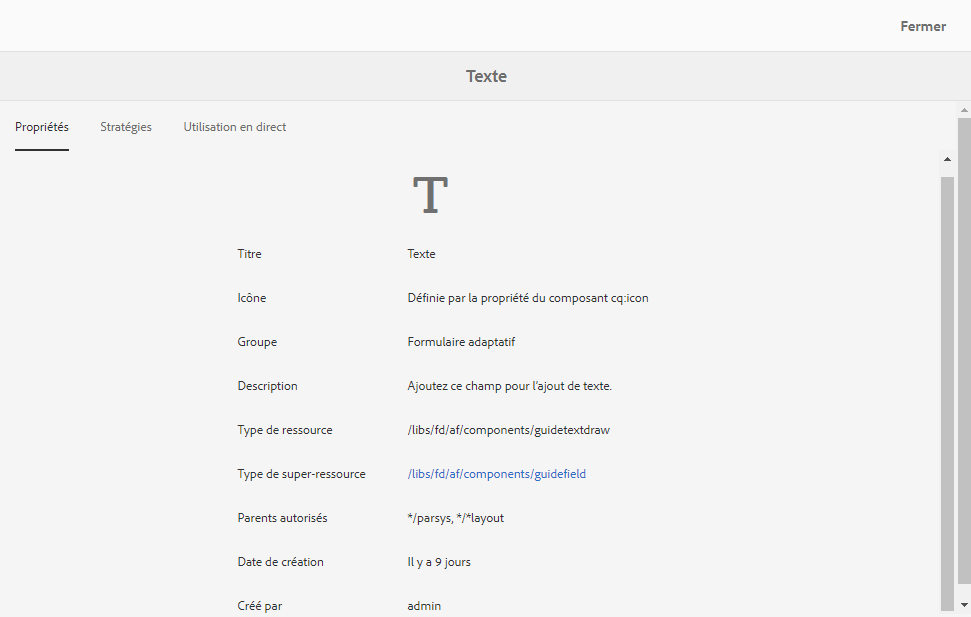 Fermer
Texte
Propriétés Stratégies Utilisation en direct
T
Titre Texte
Icône Définie par la propriété du composant cq:icon
Groupe Formulaire adaptatif
Description Ajoutez ce champ pour l’ajout de texte.
Type de ressource /libs/fd/af/components/guidetextdraw
Type de super-ressource /libs/fd/af/components/guidefield
Parents autorisés */parsys, */*layout
Date de création Il y a 9 jours
Créé par admin